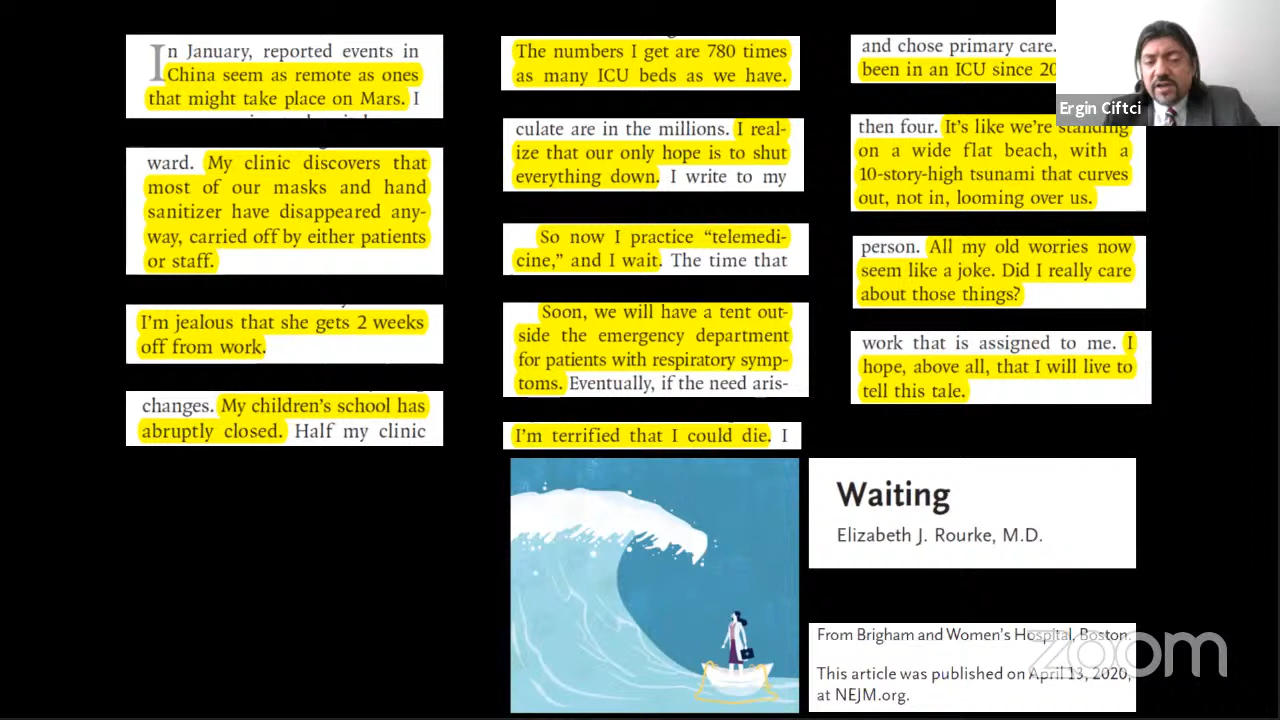 In January, reported events in
China seem as remote as ones
that might take place on Mars. I
ward. My clinic discovers that
most of our masks and hand
sanitizer have disappeared any-
way, carried off by either patients
or staff.
I'm jealous that she gets 2 weeks
off from work.
changes. My children's school has
abruptly closed. Half my clinic
The numbers I get are 780 times
as many ICU beds as we have.
culate are in the millions. I real-
ize that our only hope is to shut
everything down. I write to my
So now I practice “telemedi-
cine,” and I wait. The time that
Soon, we will have a tent out-
side the emergency department
for patients with respiratory symp-
toms. Eventually, if the need aris-
I'm terrified that I could die. I
and chose primary care.
been in an ICU since 20
then four. It's like we're standing
on a wide flat beach, with a
10-story-high tsunami that curves
out, not in, looming over us.
person. All my old worries now
seem like a joke. Did I really care
about those things?
work that is assigned to me. I
hope, above all, that I will live to
tell this tale.
Ergin Ciftci
Waiting
Elizabeth J. Rourke, M.D.
From Brigham and Women's Hospital, Boston.
This article was published on April 13, 2020,
at NEJM.org.
zoom